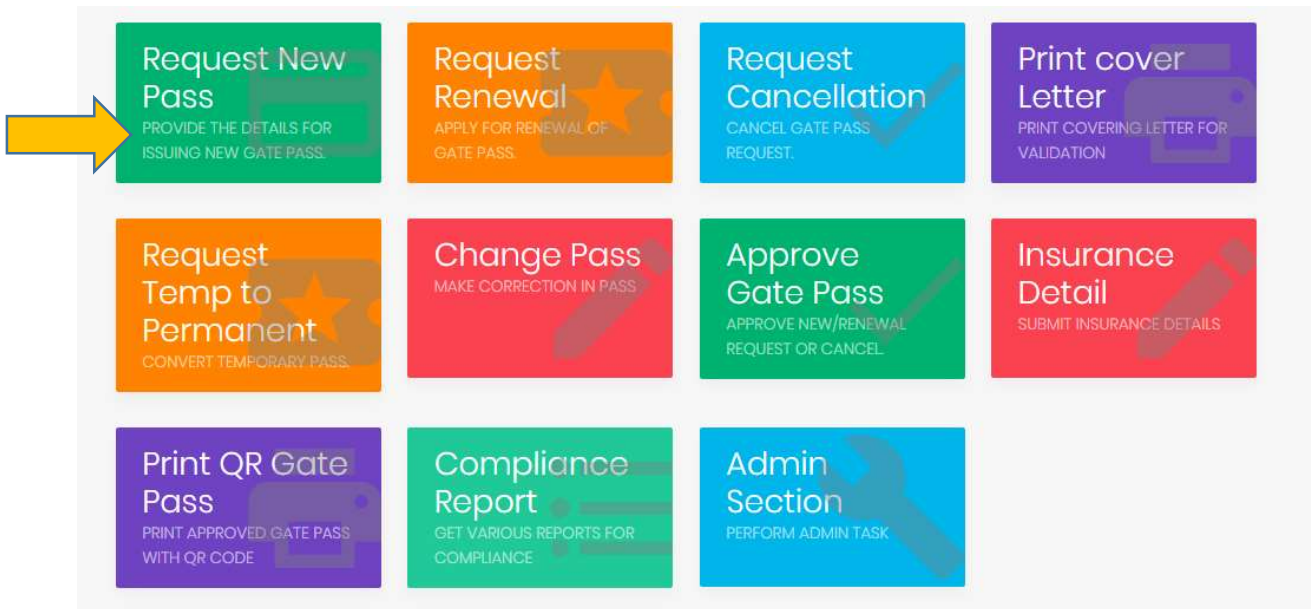 Request New
Pass
PROVIDE THE DETAILS FOR
ISSUING NEW GATE PASS.
Request
Renewal
APPLY FOR RENEWAL OF
GATE PASS.
Request
Cancellation
CANCEL GATE PASS
REQUEST.
Print cover
Letter
PRINT COVERING LETTER FOR
VALIDATION
Request
Temp to
Permanent
CONVERT TEMPORARY PASS.
Change Pass
MAKE CORRECTION IN PASS
Approve
Gate Pass
APPROVE NEW/RENEWAL
REQUEST OR CANCEL.
Insurance
Detail
SUBMIT INSURANCE DETAILS
Print QR Gate
Pass
PRINT APPROVED GATE PASS
WITH QR CODE
Compliance
Report
GET VARIOUS REPORTS FOR
COMPLIANCE
Admin
Section
PERFORM ADMIN TASK